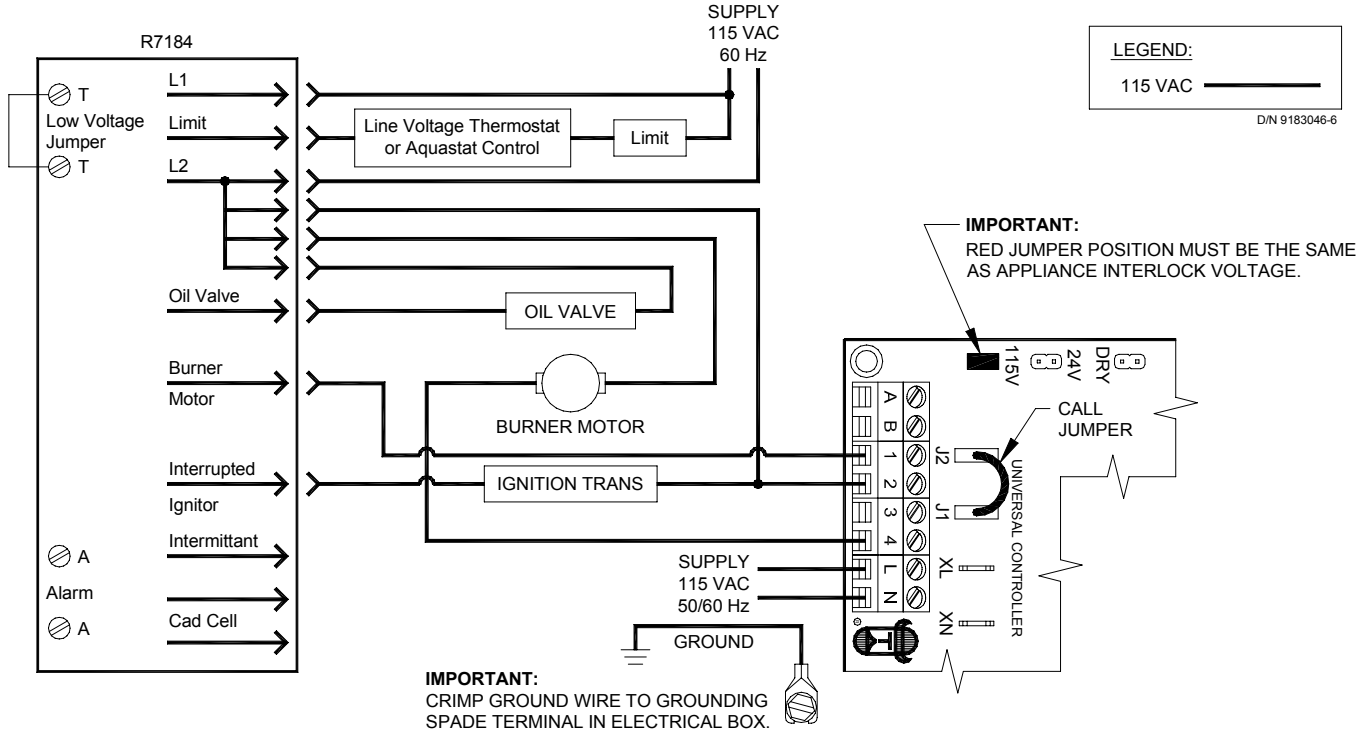 SUPPLY
115 VAC
60 Hz
R7184
LEGEND:
115 VAC
D/N 9183046-6
T
Low Voltage
Jumper
T
L1
Limit
L2
Line Voltage Thermostat
or Aquastat Control
Limit
IMPORTANT:
RED JUMPER POSITION MUST BE THE SAME
AS APPLIANCE INTERLOCK VOLTAGE.
Oil Valve
OIL VALVE
Burner
Motor
BURNER MOTOR
Interrupted
Ignitor
IGNITION TRANS
Intermittant
A
Alarm
A
Cad Cell
115V
24V
DRY
CALL
JUMPER
A
B
1
2
3
4
L
N
J2
J1
XL
XN
UNIVERSAL CONTROLLER
T
SUPPLY
115 VAC
50/60 Hz
GROUND
IMPORTANT:
CRIMP GROUND WIRE TO GROUNDING
SPADE TERMINAL IN ELECTRICAL BOX.